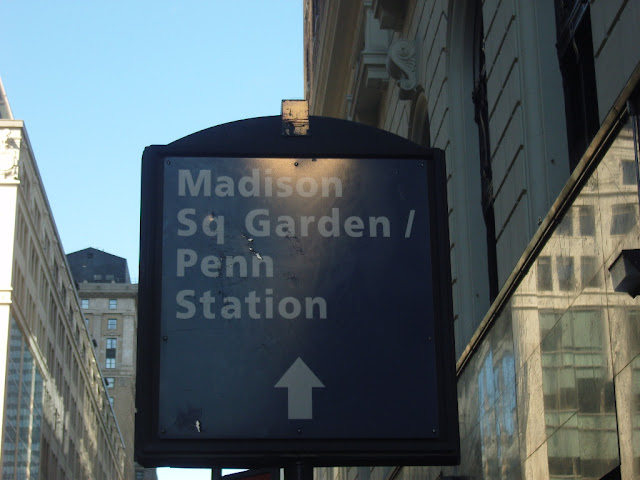 Madison
Sq Garden /
Penn
Station